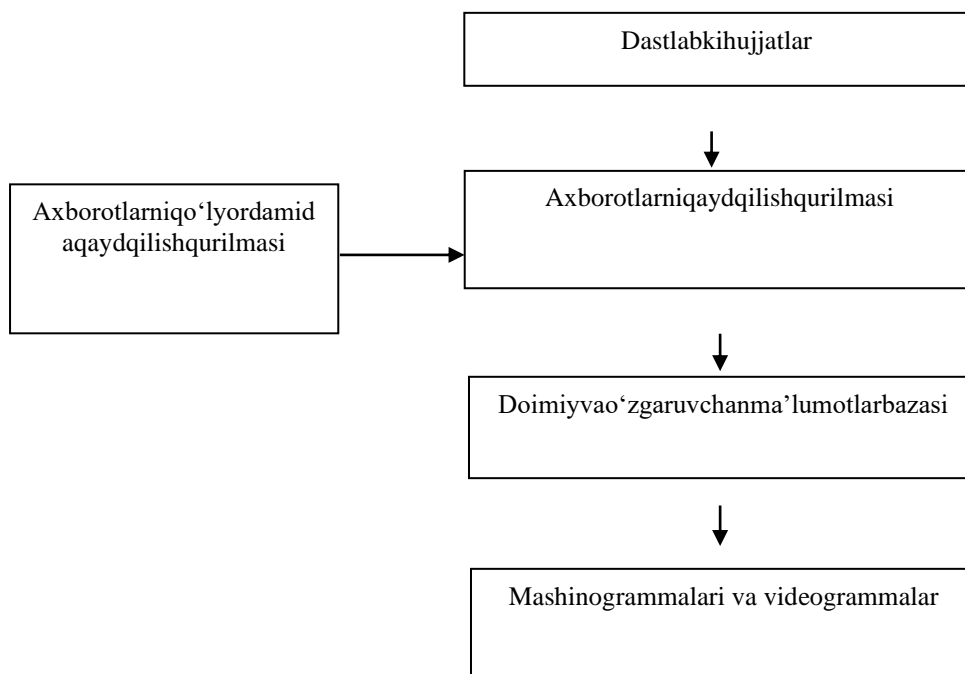 Dastlabkihujjatlar
Axborotlarniqo‘lyordamid
aqaydqilishqurilmasi
Axborotlarniqaydqilishqurilmasi
Doimiyvao‘zgaruvchanma’lumotlarbazasi
Mashinogrammalari va videogrammalar